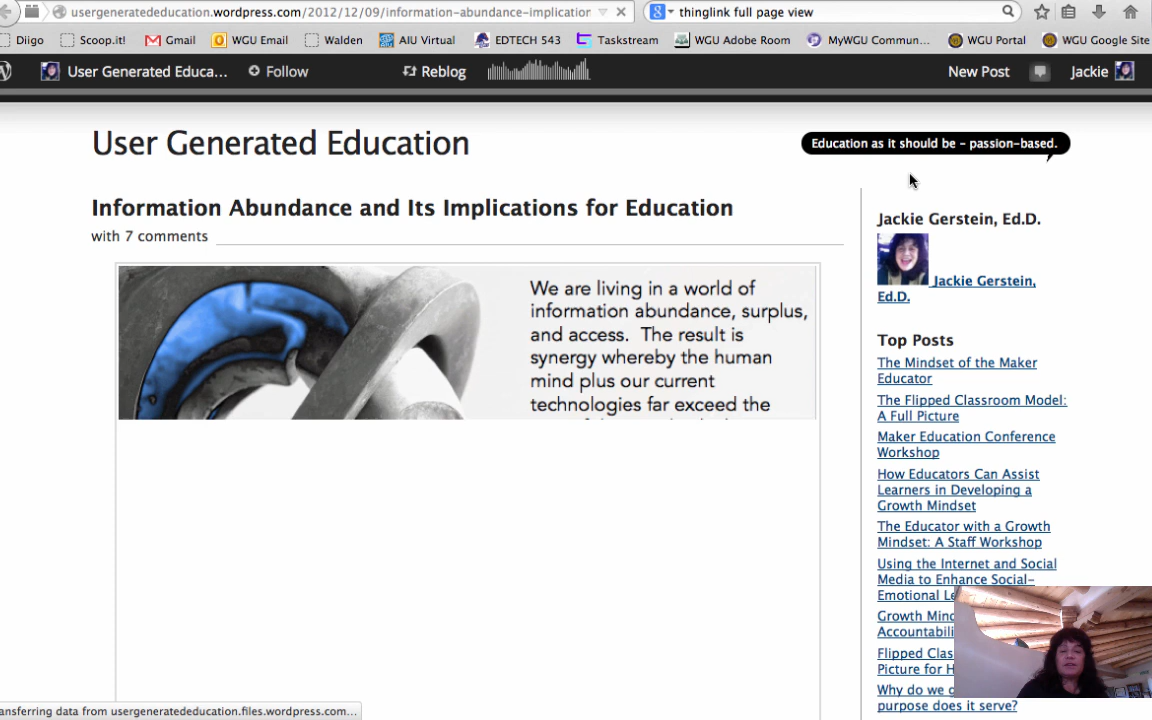 usergeneratededucation.wordpress.com/2012/12/09/information-abundance-implication
thinglink full page view
Diigo Scoop.it! Gmail WGU Email Walden AIU Virtual EDTECH 543 Taskstream WGU Adobe Room MyWGU Commun... WGU Portal WGU Google Site
User Generated Educa... Follow Reblog New Post Jackie
User Generated Education
Education as it should be – passion-based.
Information Abundance and Its Implications for Education
with 7 comments
We are living in a world of
information abundance, surplus,
and access. The result is
synergy whereby the human
mind plus our current
technologies far exceed the
Jackie Gerstein, Ed.D.
Jackie Gerstein,
Ed.D.
Top Posts
The Mindset of the Maker
Educator
The Flipped Classroom Model:
A Full Picture
Maker Education Conference
Workshop
How Educators Can Assist
Learners in Developing a
Growth Mindset
The Educator with a Growth
Mindset: A Staff Workshop
Using the Internet and Social
Media to Enhance Social-
Emotional Le
Growth Mind
Accountabili
Flipped Clas
Picture for H
Why do we g
purpose does it serve?
ansferring data from usergeneratededucation.files.wordpress.com...